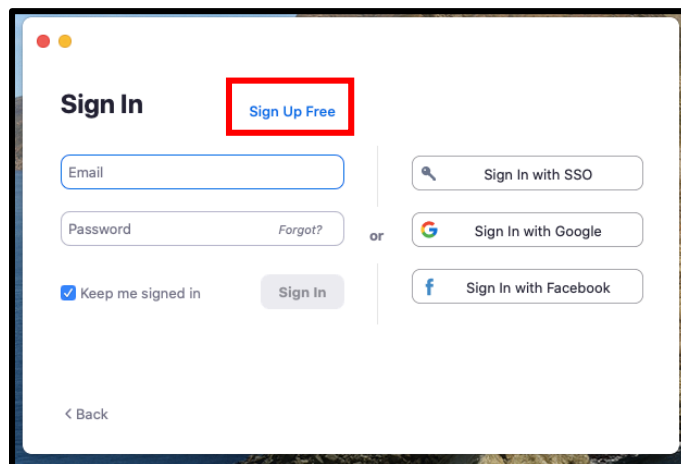 Sign In
Sign Up Free
Email
Password
Forgot?
Keep me signed in
Sign In
or
Sign In with SSO
Sign In with Google
Sign In with Facebook
< Back